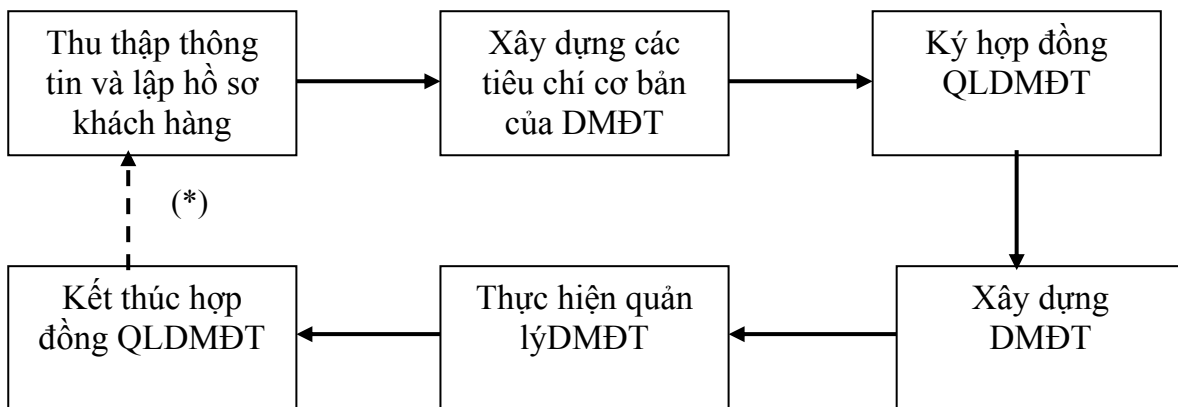 Thu thập thông
tin và lập hồ sơ
khách hàng
Xây dựng các
tiêu chí cơ bản
của DMĐT
Ký hợp đồng
QLDMĐT
(*)
Kết thúc hợp
đồng QLDMĐT
Thực hiện quản
lýDMĐT
Xây dựng
DMĐT